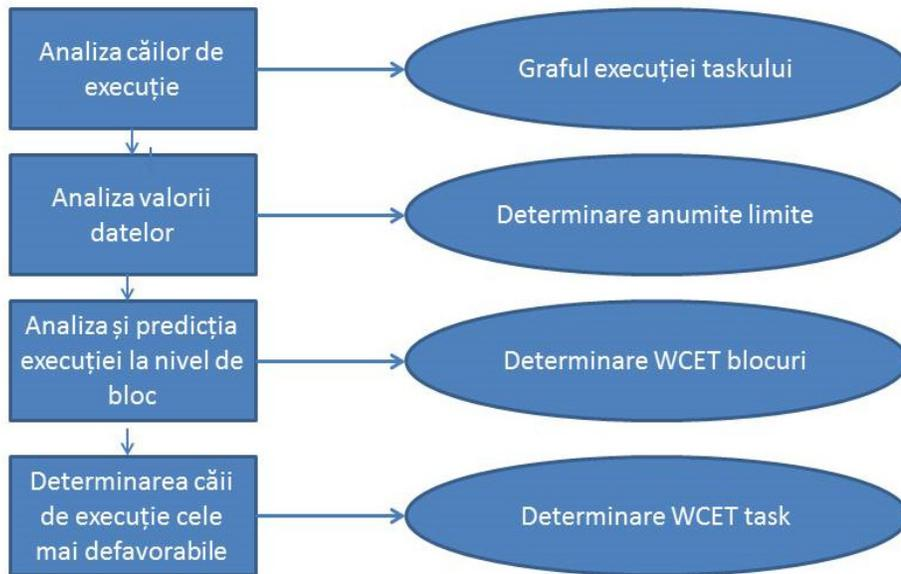 Analiza căilor de
execuție
Graful execuției taskului
Analiza valorii
datelor
Determinare anumite limite
Analiza și predicția
execuției la nivel de
bloc
Determinare WCET blocuri
Determinarea căii
de execuție cele
mai defavorabile
Determinare WCET task